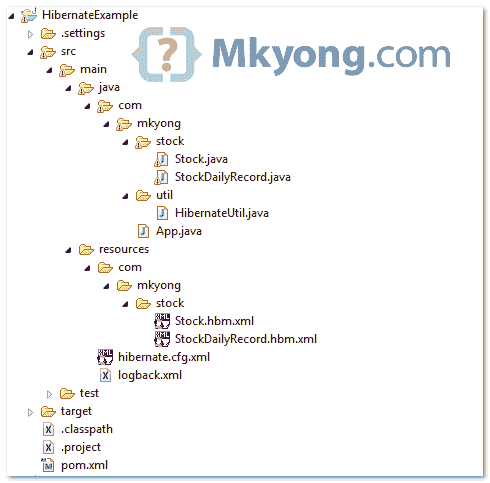 HibernateExample
.settings
src
{?} Mkyong.com
main
java
com
mkyong
stock
Stock.java
StockDailyRecord.java
util
HibernateUtil.java
App.java
resources
com
mkyong
stock
Stock.hbm.xml
StockDailyRecord.hbm.xml
hibernate.cfg.xml
logback.xml
test
target
.classpath
.project
pom.xml